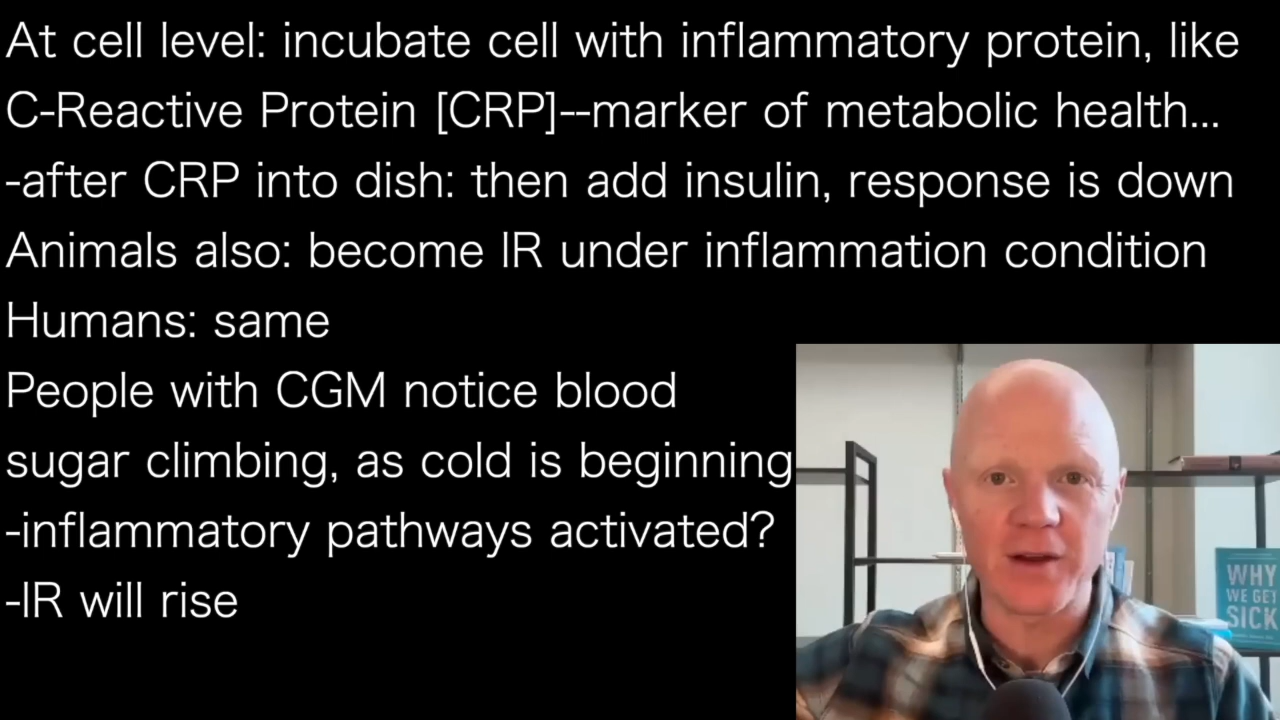 At cell level: incubate cell with inflammatory protein, like
C-Reactive Protein [CRP]--marker of metabolic health...
-after CRP into dish: then add insulin, response is down
Animals also: become IR under inflammation condition
Humans: same
People with CGM notice blood
sugar climbing, as cold is beginning
-inflammatory pathways activated?
-IR will rise
WHY
WE GET
SICK